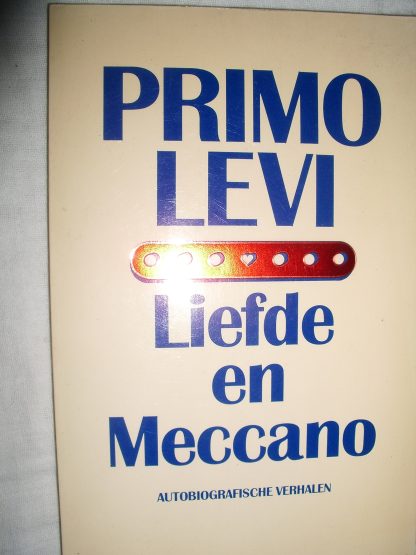 PRIMO
LEVI
Liefde
en
Meccano
AUTOBIOGRAFISCHE VERHALEN